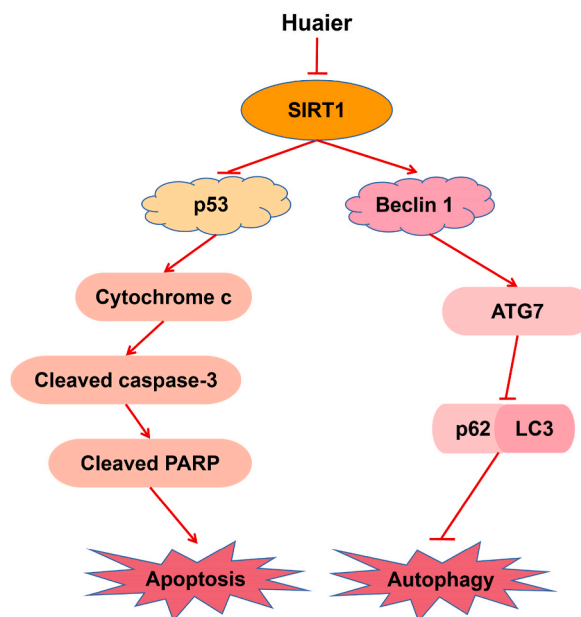 Huaier
SIRT1
p53
Beclin 1
Cytochrome c
ATG7
Cleaved caspase-3
p62
LC3
Cleaved PARP
Apoptosis
Autophagy